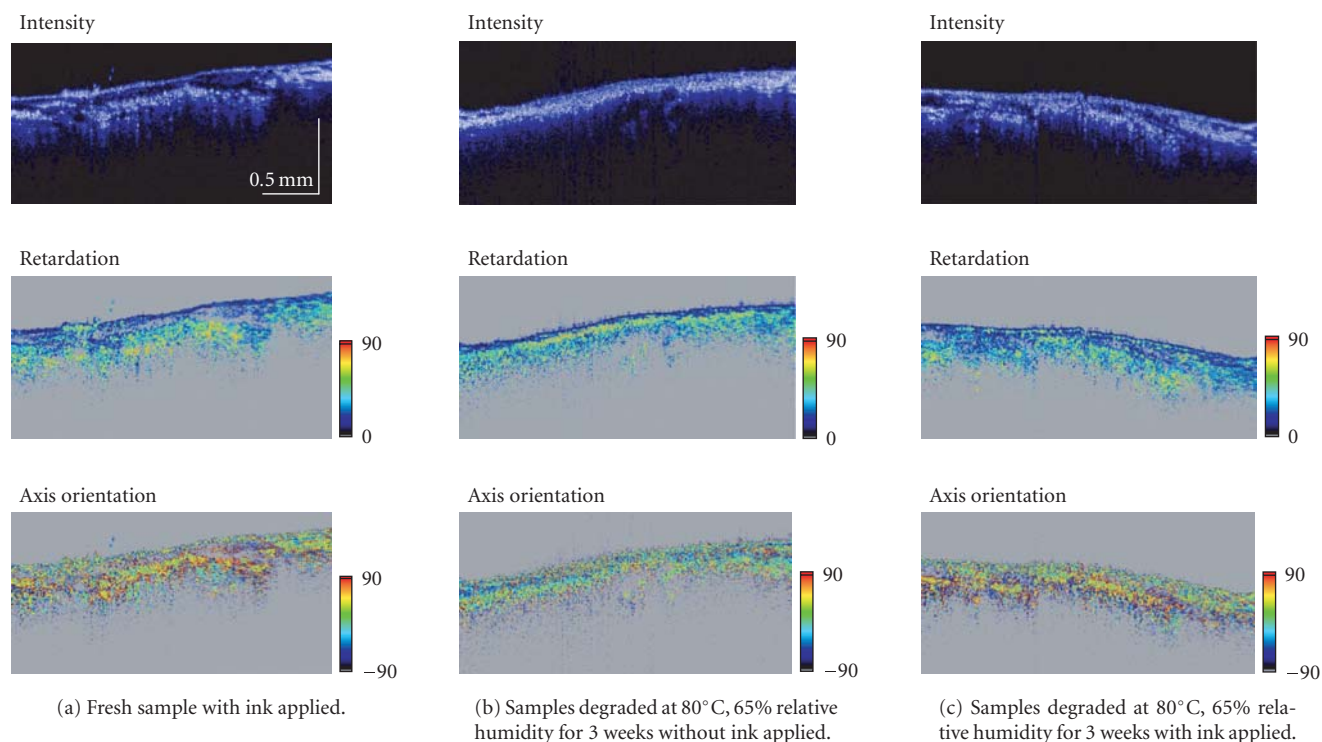 Intensity
Intensity
Intensity
0.5 mm
Retardation
Retardation
Retardation
90
0
90
0
90
0
Axis orientation
Axis orientation
Axis orientation
90
−90
90
−90
90
−90
(a) Fresh sample with ink applied.
(b) Samples degraded at 80°C, 65% relative
humidity for 3 weeks without ink applied.
(c) Samples degraded at 80°C, 65% rela-
tive humidity for 3 weeks with ink applied.